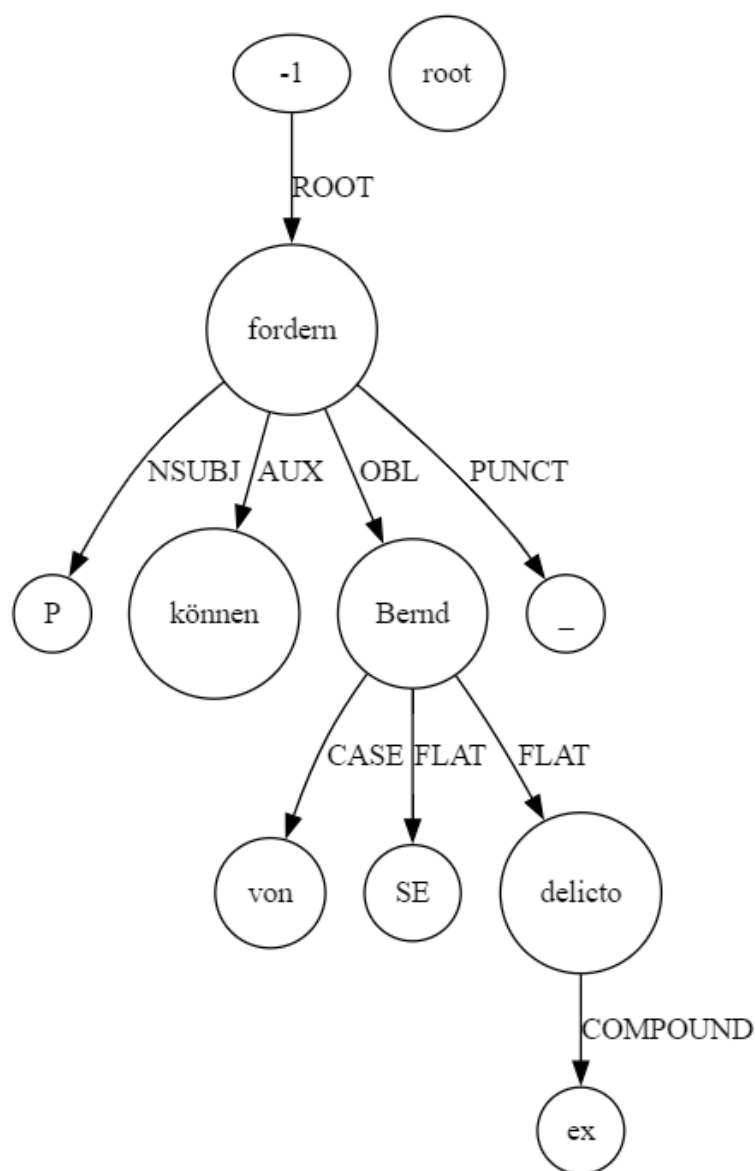 -1 root
ROOT
fordern
NSUBJ AUX OBL PUNCT
P können Bernd _
CASE FLAT FLAT
von SE delicto
COMPOUND
ex